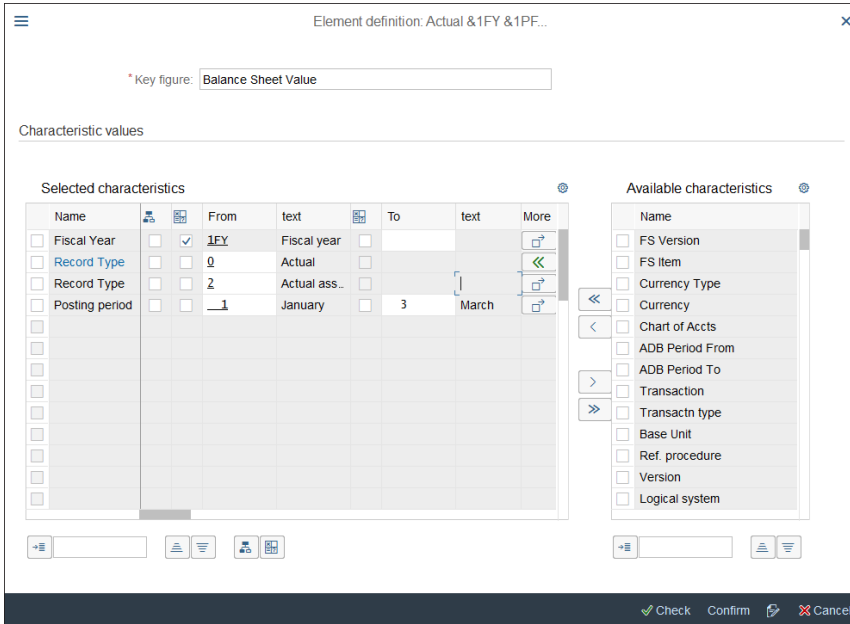 Element definition: Actual &1FY &1PF...
* Key figure: Balance Sheet Value
Characteristic values
Selected characteristics
Name From text To text More
Fiscal Year 1FY Fiscal year
Record Type 0 Actual
Record Type 2 Actual ass..
Posting period __1 January 3 March
Available characteristics
Name
FS Version
FS Item
Currency Type
Currency
Chart of Accts
ADB Period From
ADB Period To
Transaction
Transactn type
Base Unit
Ref. procedure
Version
Logical system
Check Confirm Cancel